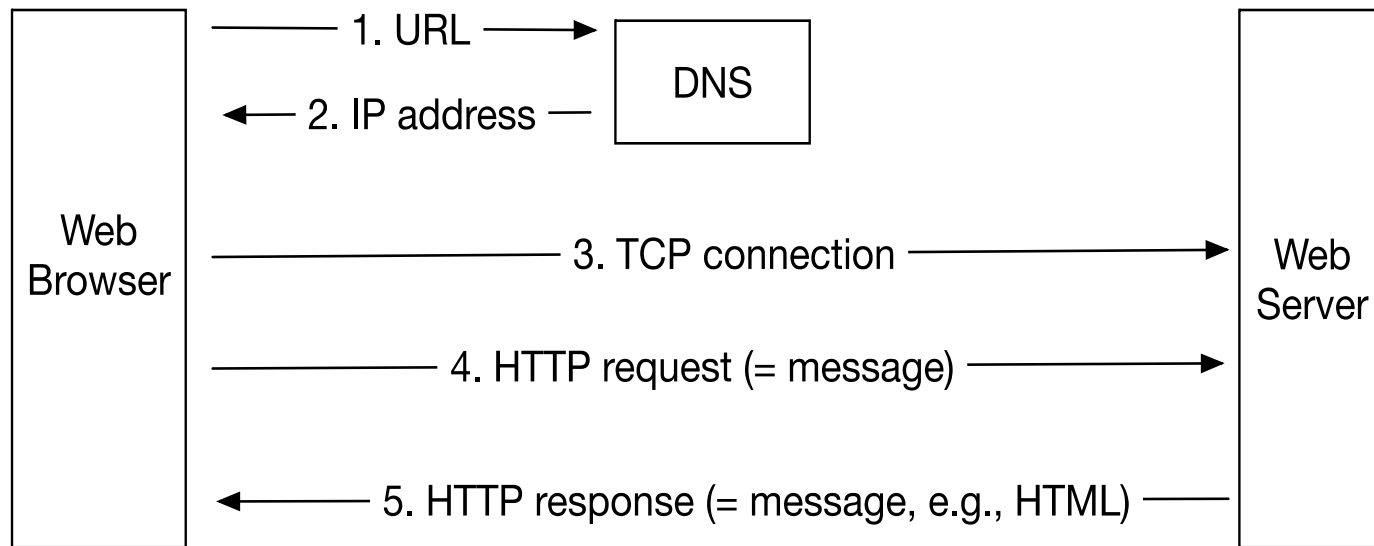 1. URL
DNS
2. IP address
Web
Browser
3. TCP connection
Web
Server
4. HTTP request (= message)
5. HTTP response (= message, e.g., HTML)